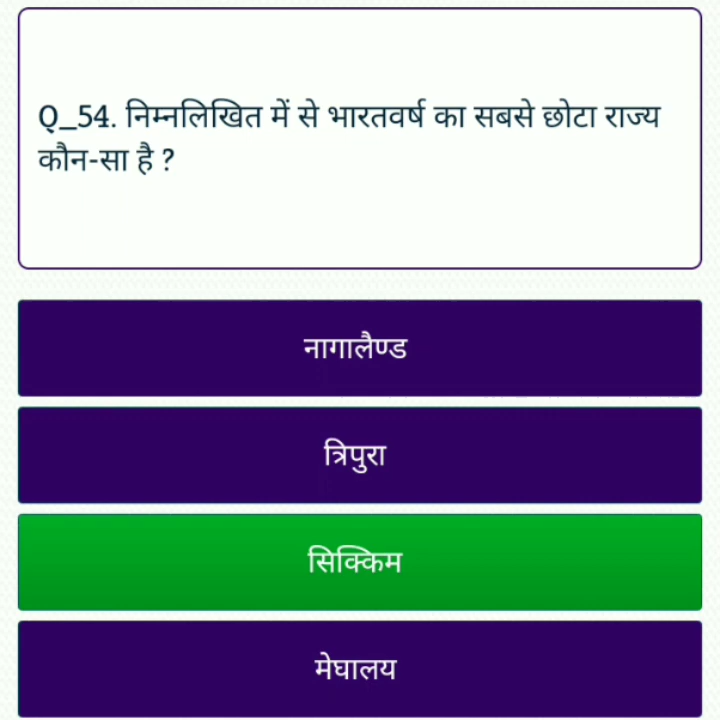 Q_54. निम्नलिखित में से भारतवर्ष का सबसे छोटा राज्य
कौन-सा है ?
नागालैण्ड
त्रिपुरा
सिक्किम
मेघालय